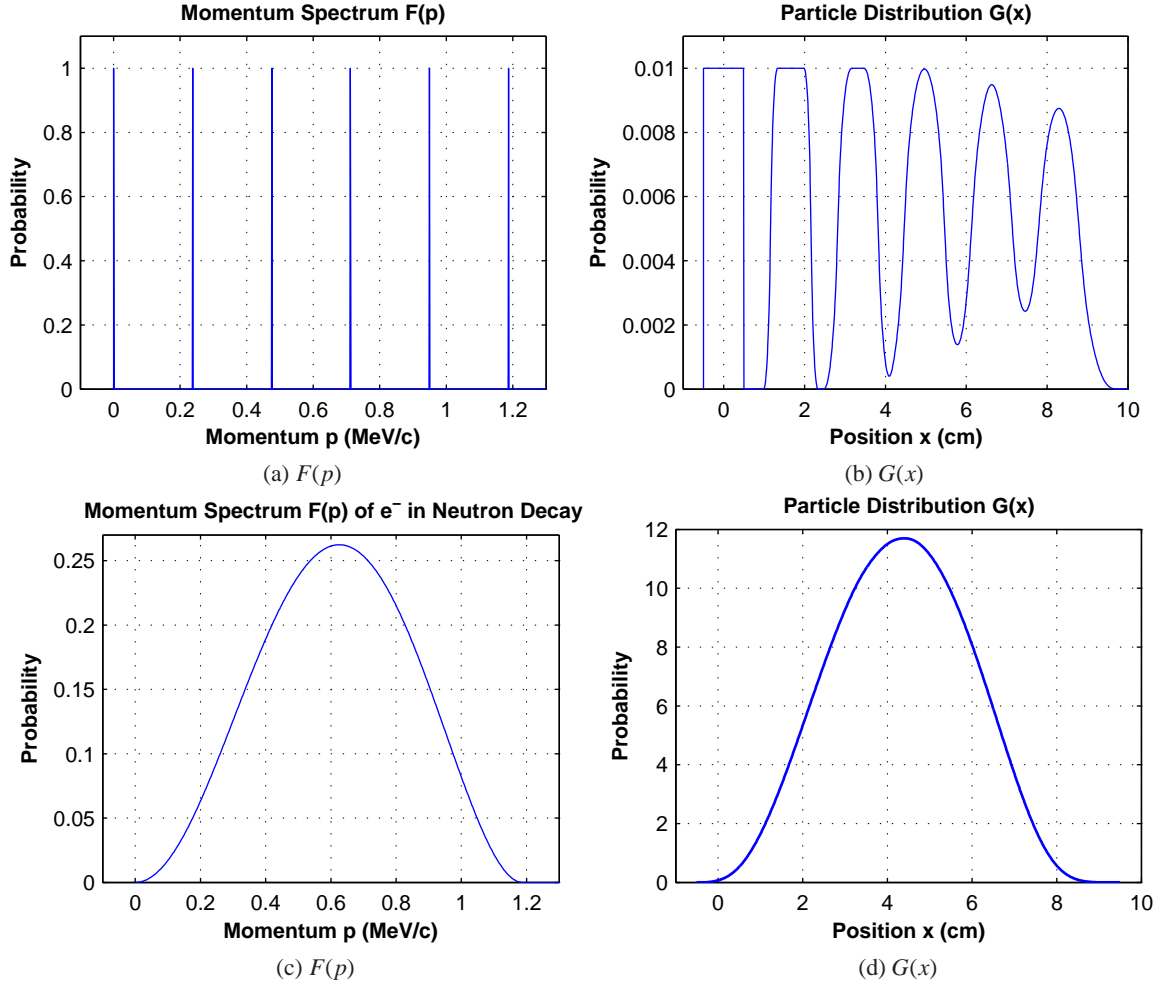 Momentum Spectrum F(p)
1
0.8
0.6
0.4
0.2
0
0 0.2 0.4 0.6 0.8 1 1.2
Probability
Momentum p (MeV/c)
(a) F(p)
Particle Distribution G(x)
0.01
0.008
0.006
0.004
0.002
0
0 2 4 6 8 10
Probability
Position x (cm)
(b) G(x)
Momentum Spectrum F(p) of e⁻ in Neutron Decay
0.25
0.2
0.15
0.1
0.05
0
0 0.2 0.4 0.6 0.8 1 1.2
Probability
Momentum p (MeV/c)
(c) F(p)
Particle Distribution G(x)
12
10
8
6
4
2
0
0 2 4 6 8 10
Probability
Position x (cm)
(d) G(x)